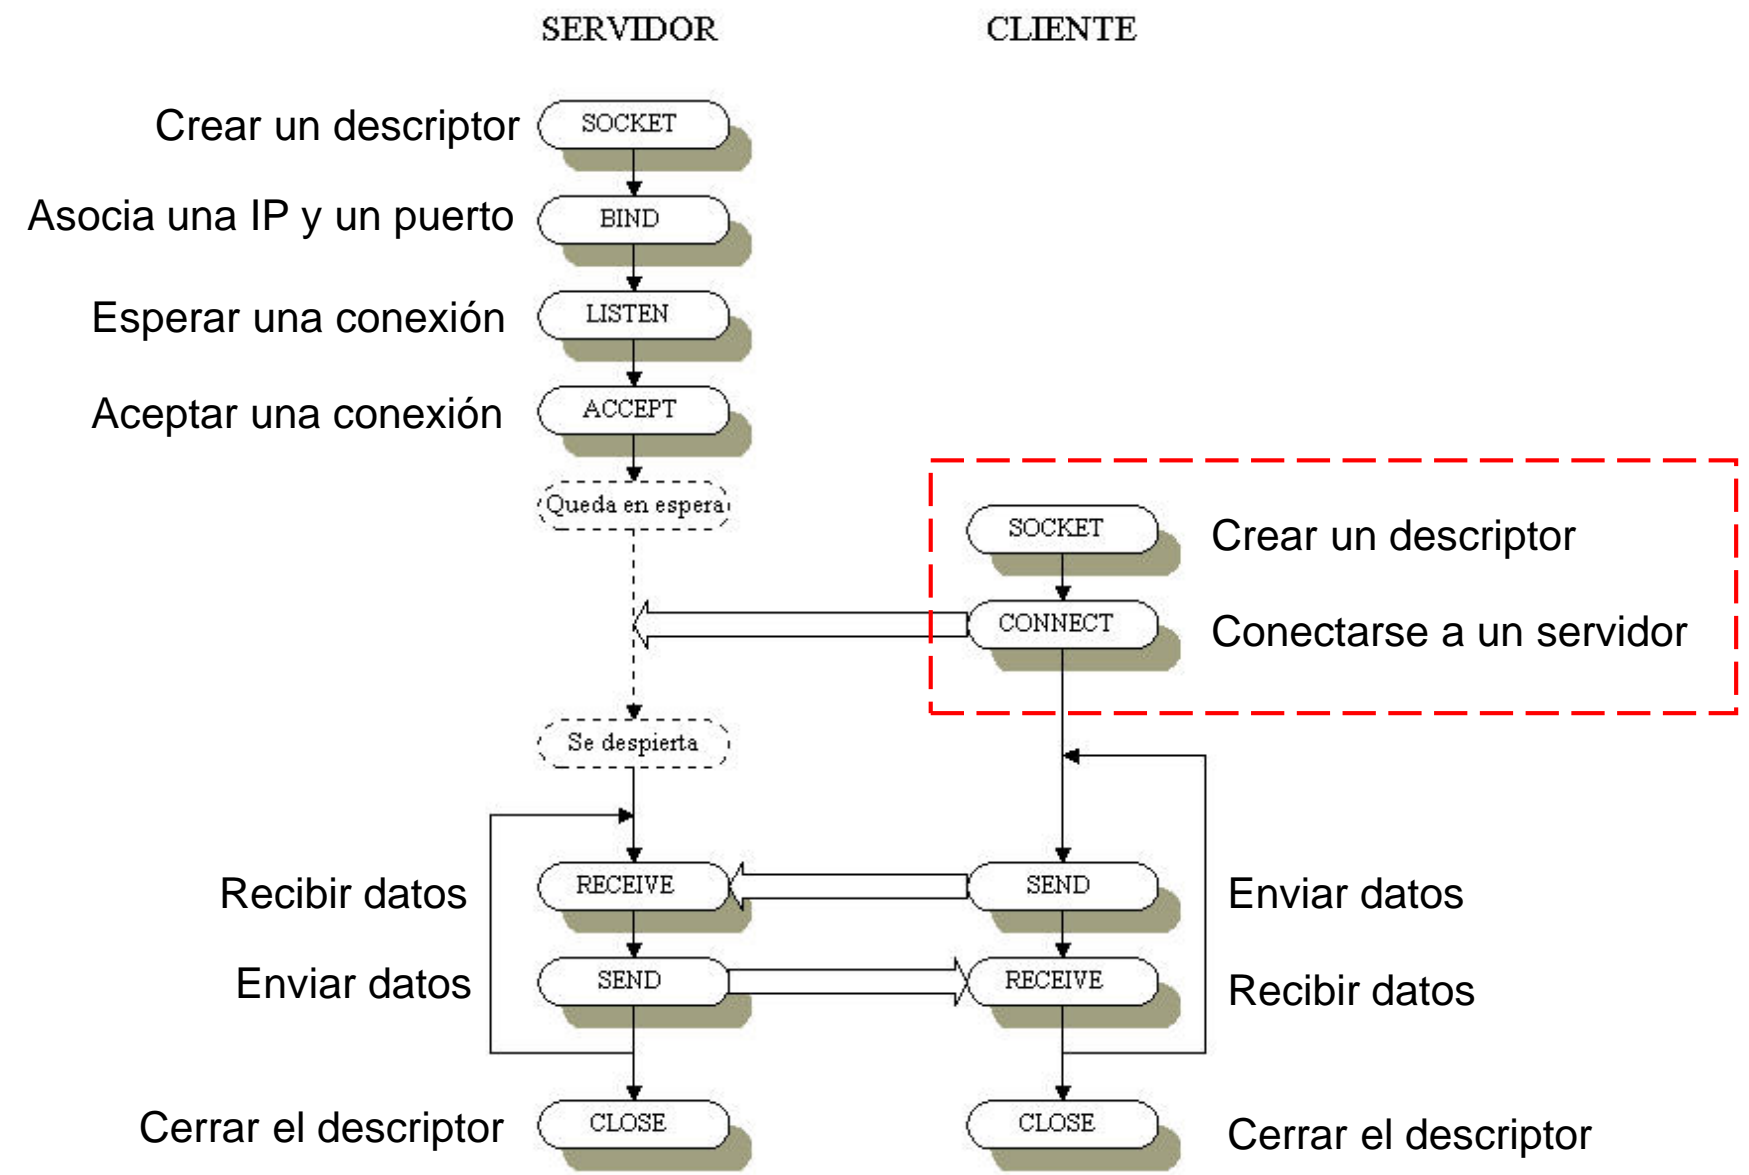 SERVIDOR CLIENTE
Crear un descriptor SOCKET
Asocia una IP y un puerto BIND
Esperar una conexión LISTEN
Aceptar una conexión ACCEPT
Queda en espera
SOCKET Crear un descriptor
CONNECT Conectarse a un servidor
Se despierta
Recibir datos RECEIVE SEND Enviar datos
Enviar datos SEND RECEIVE Recibir datos
Cerrar el descriptor CLOSE CLOSE Cerrar el descriptor